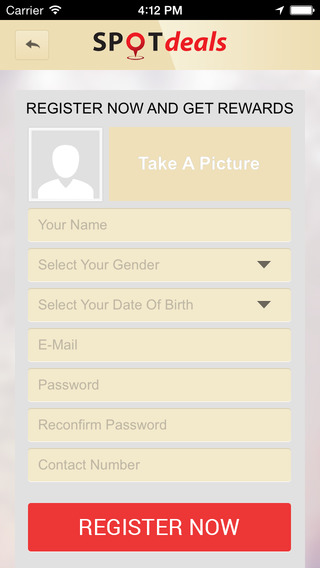 Carrier 4:12 PM
SPOTdeals
REGISTER NOW AND GET REWARDS
Take A Picture
Your Name
Select Your Gender
Select Your Date Of Birth
E-Mail
Password
Reconfirm Password
Contact Number
REGISTER NOW